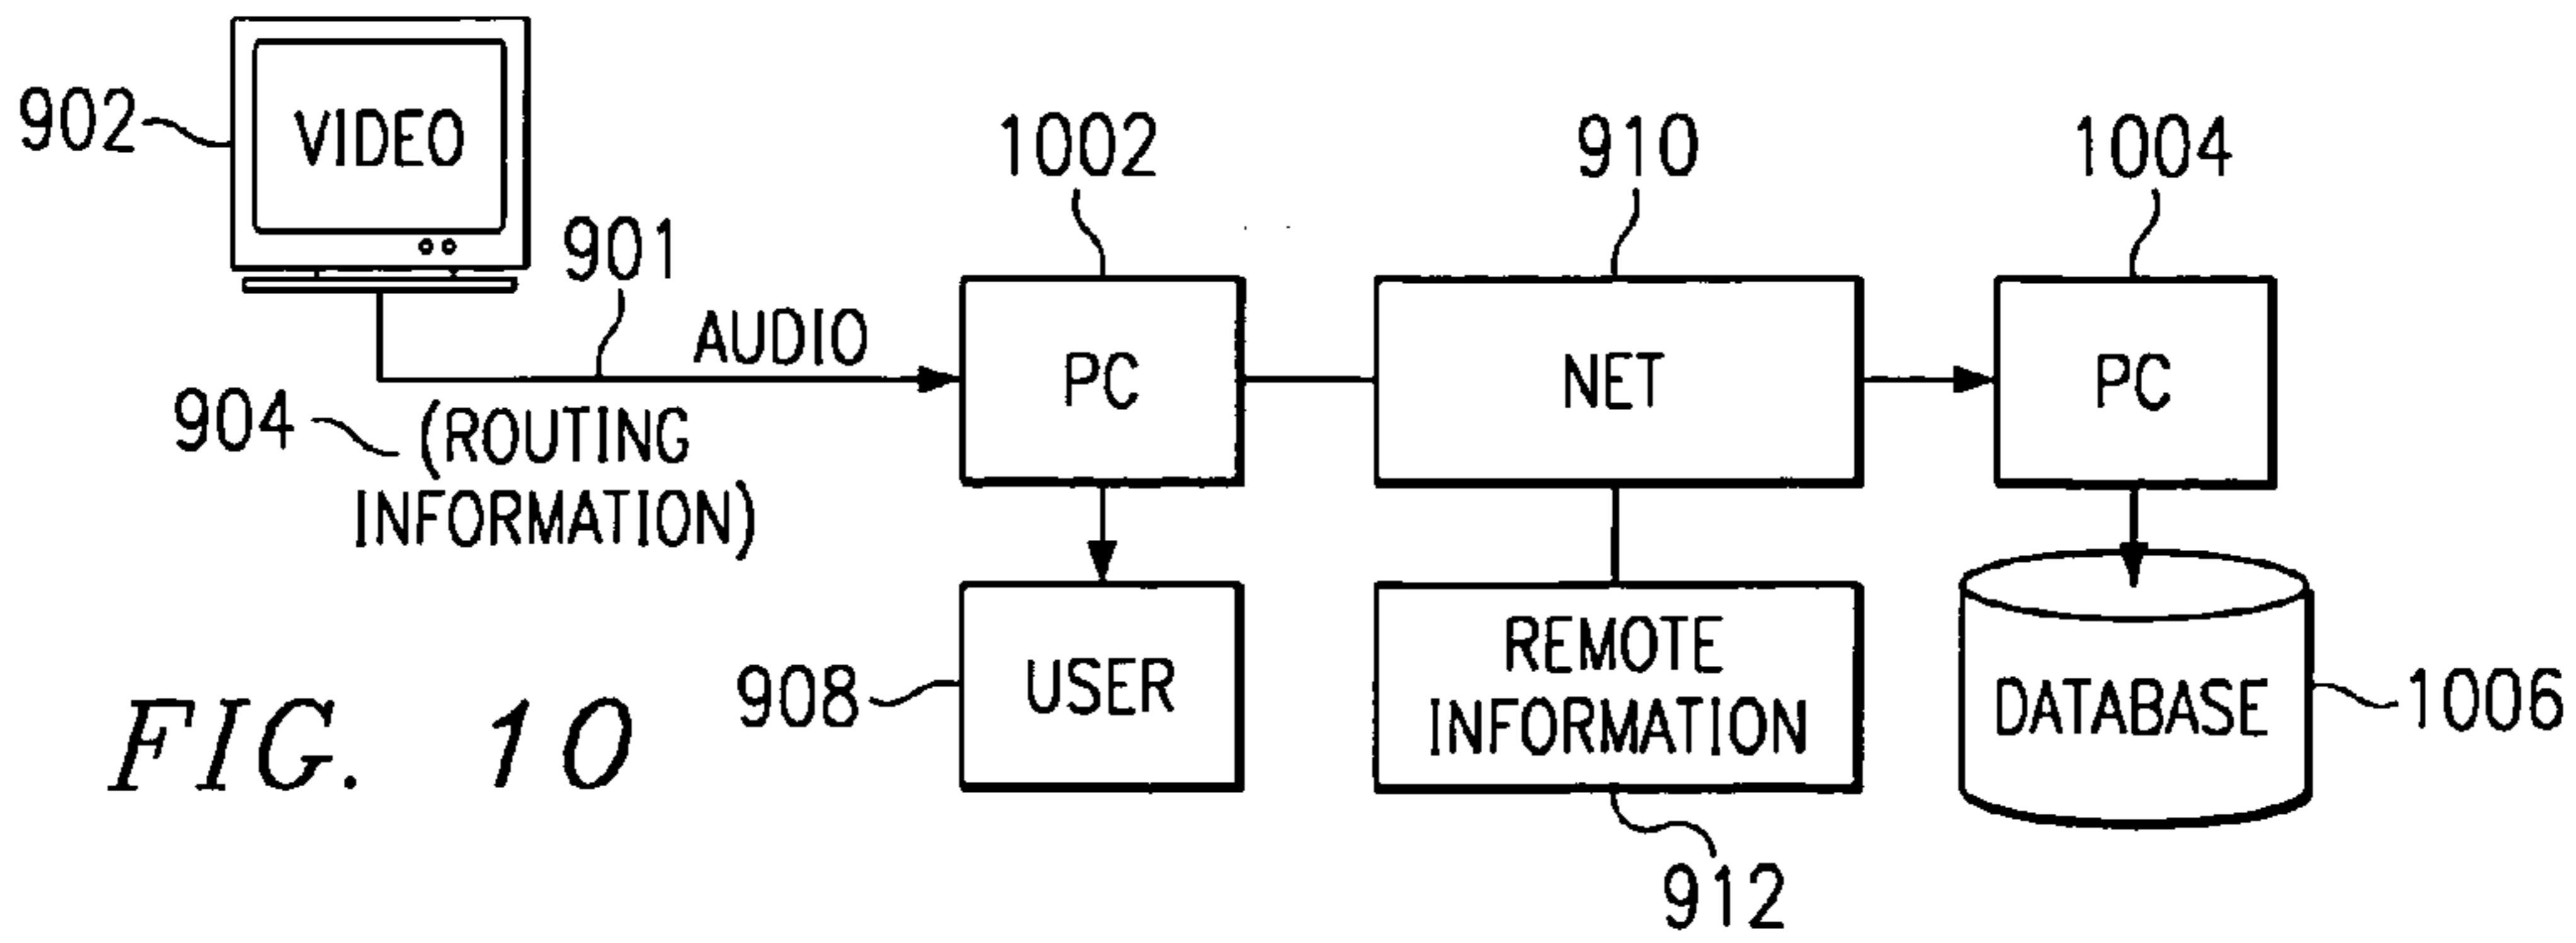 902
VIDEO
901
AUDIO
904
(ROUTING
INFORMATION)
1002
PC
910
NET
1004
PC
908
USER
REMOTE
INFORMATION
912
DATABASE
1006
FIG. 10